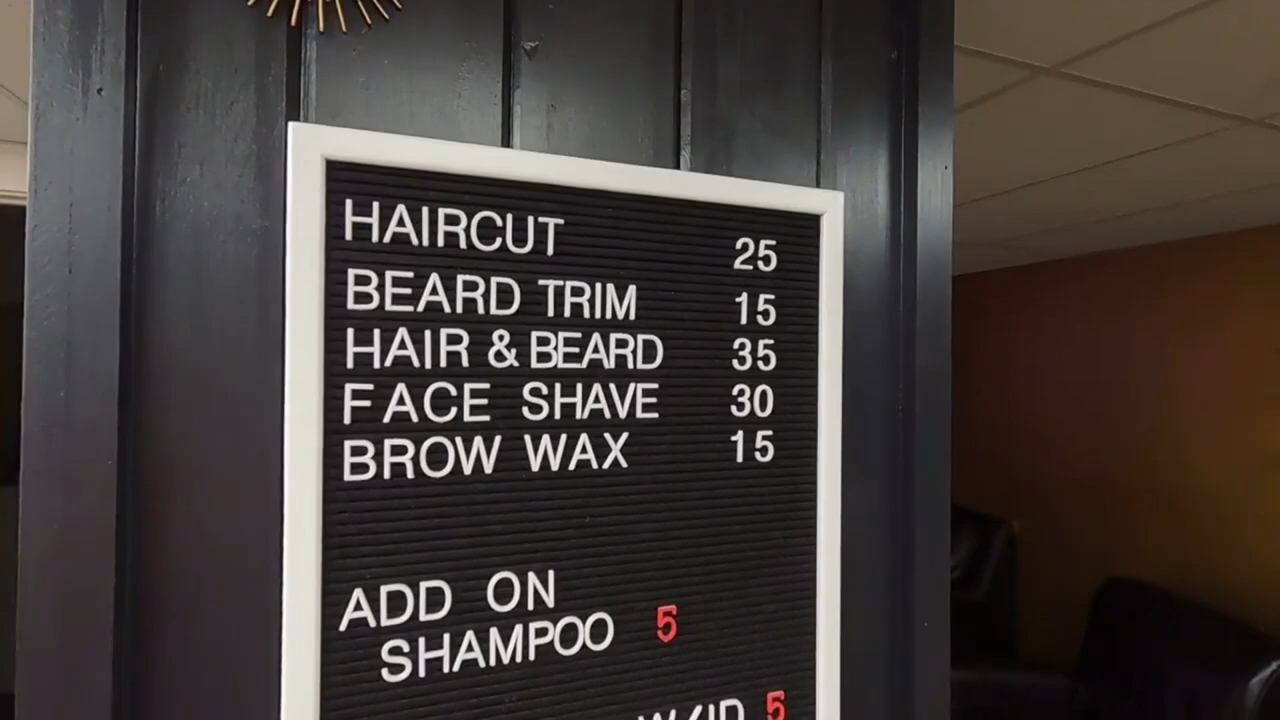 HAIRCUT 25
BEARD TRIM 15
HAIR & BEARD 35
FACE SHAVE 30
BROW WAX 15
ADD ON
SHAMPOO 5
W/ID 5